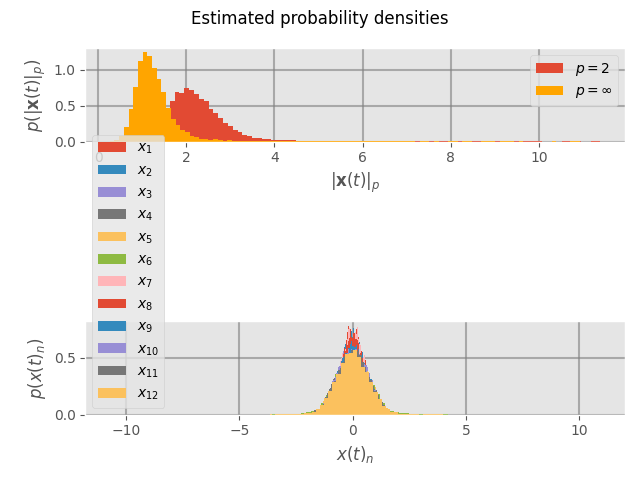 Estimated probability densities
p(|x(t)|_p)
1.0
0.5
0.0
p = 2
p = ∞
0 2 4 6 8 10
|x(t)|_p
x_1
x_2
x_3
x_4
x_5
x_6
x_7
x_8
x_9
x_10
x_11
x_12
p(x(t)_n)
0.5
0.0
−10 −5 0 5 10
x(t)_n